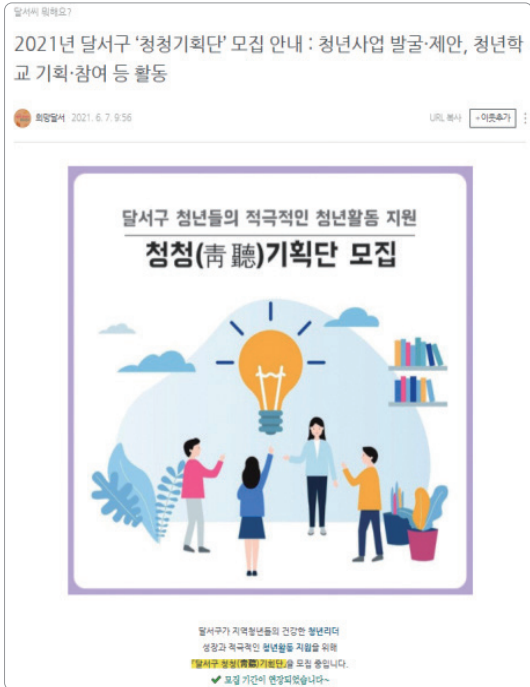 달서씨 뭐해요?
2021년 달서구 ‘청청기획단’ 모집 안내 : 청년사업 발굴·제안, 청년학
교 기획·참여 등 활동
희망달서 2021. 6. 7. 9:56 URL 복사 +이웃추가
달서구 청년들의 적극적인 청년활동 지원
청청(靑聽)기획단 모집
달서구가 지역청년들의 건강한 청년리더
성장과 적극적인 청년활동 지원을 위해
「달서구 청청(靑聽)기획단」을 모집 중입니다.
✔ 모집 기간이 연장되었습니다~